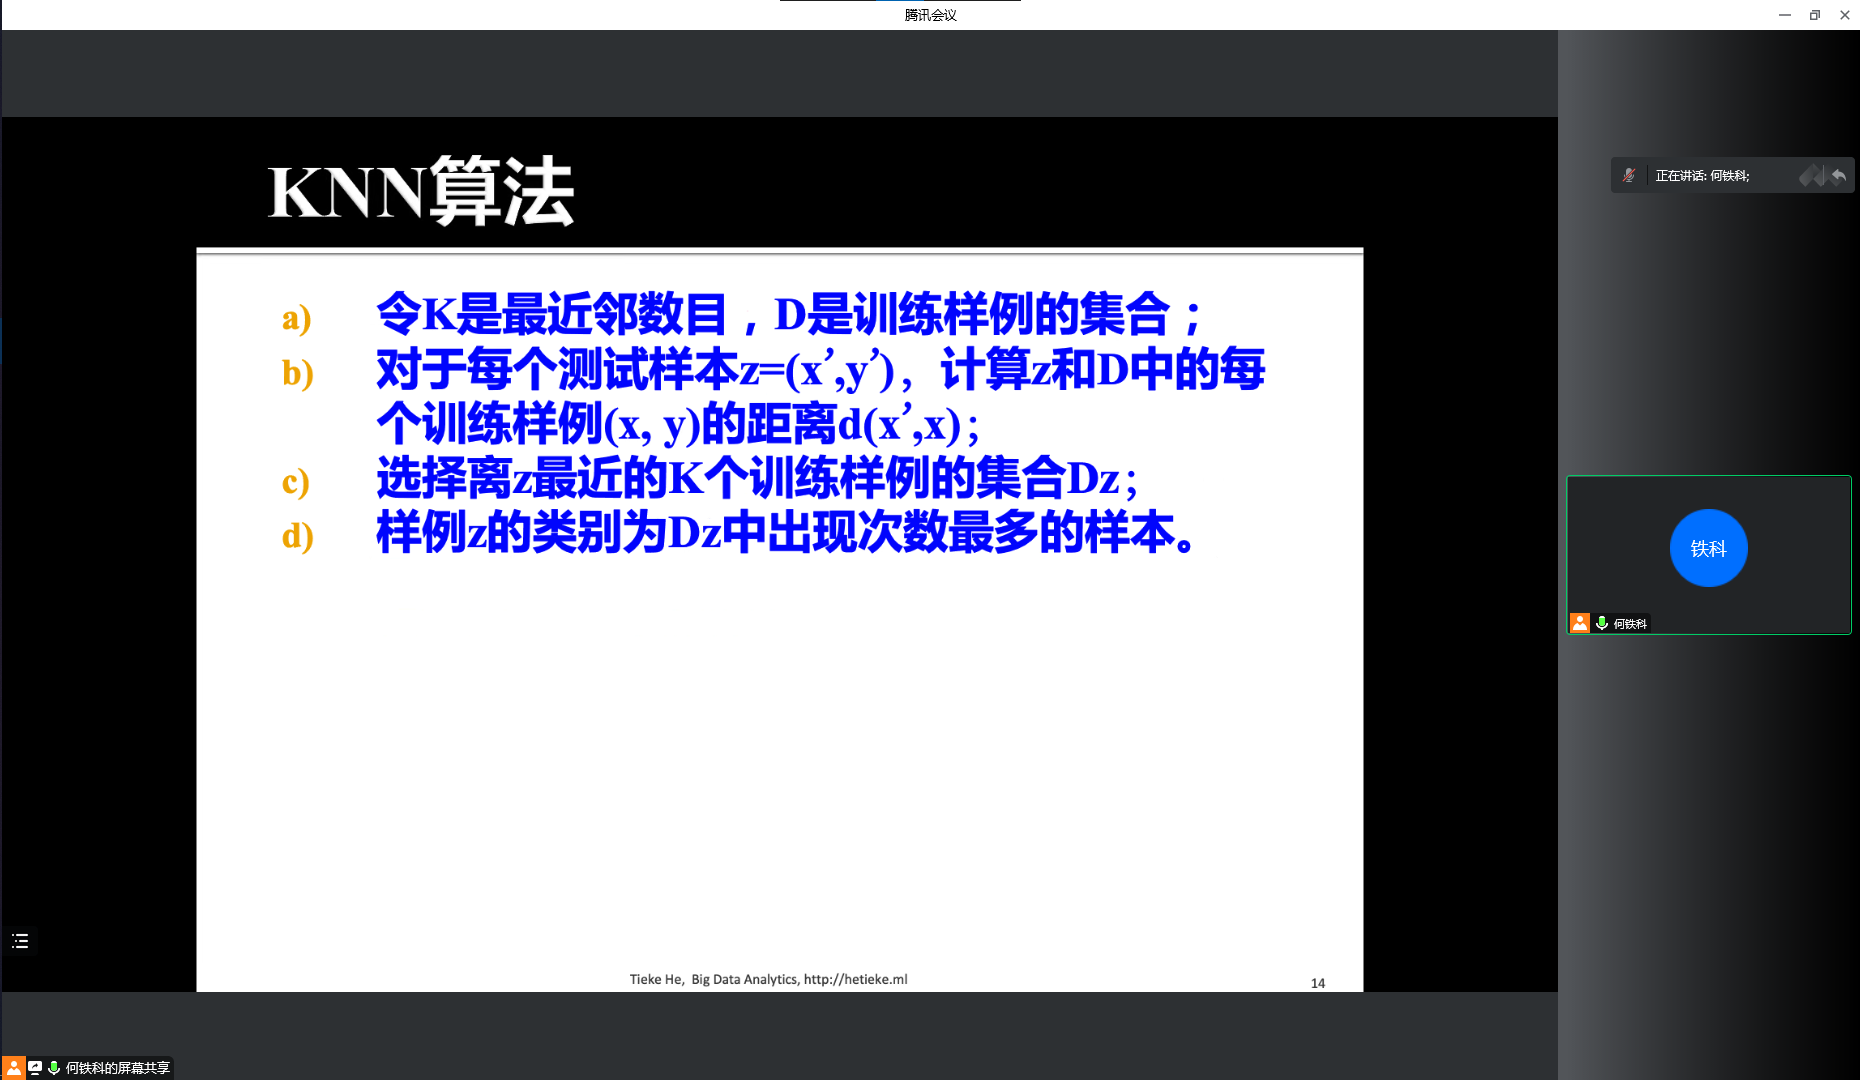 腾讯会议
KNN算法
正在讲话: 何铁科;
a) 令K是最近邻数目，D是训练样例的集合；
b) 对于每个测试样本z=(x’,y’)，计算z和D中的每
个训练样例(x, y)的距离d(x’,x)；
c) 选择离z最近的K个训练样例的集合Dz；
d) 样例z的类别为Dz中出现次数最多的样本。
铁科
何铁科
Tieke He, Big Data Analytics, http://hetieke.ml
14
何铁科的屏幕共享